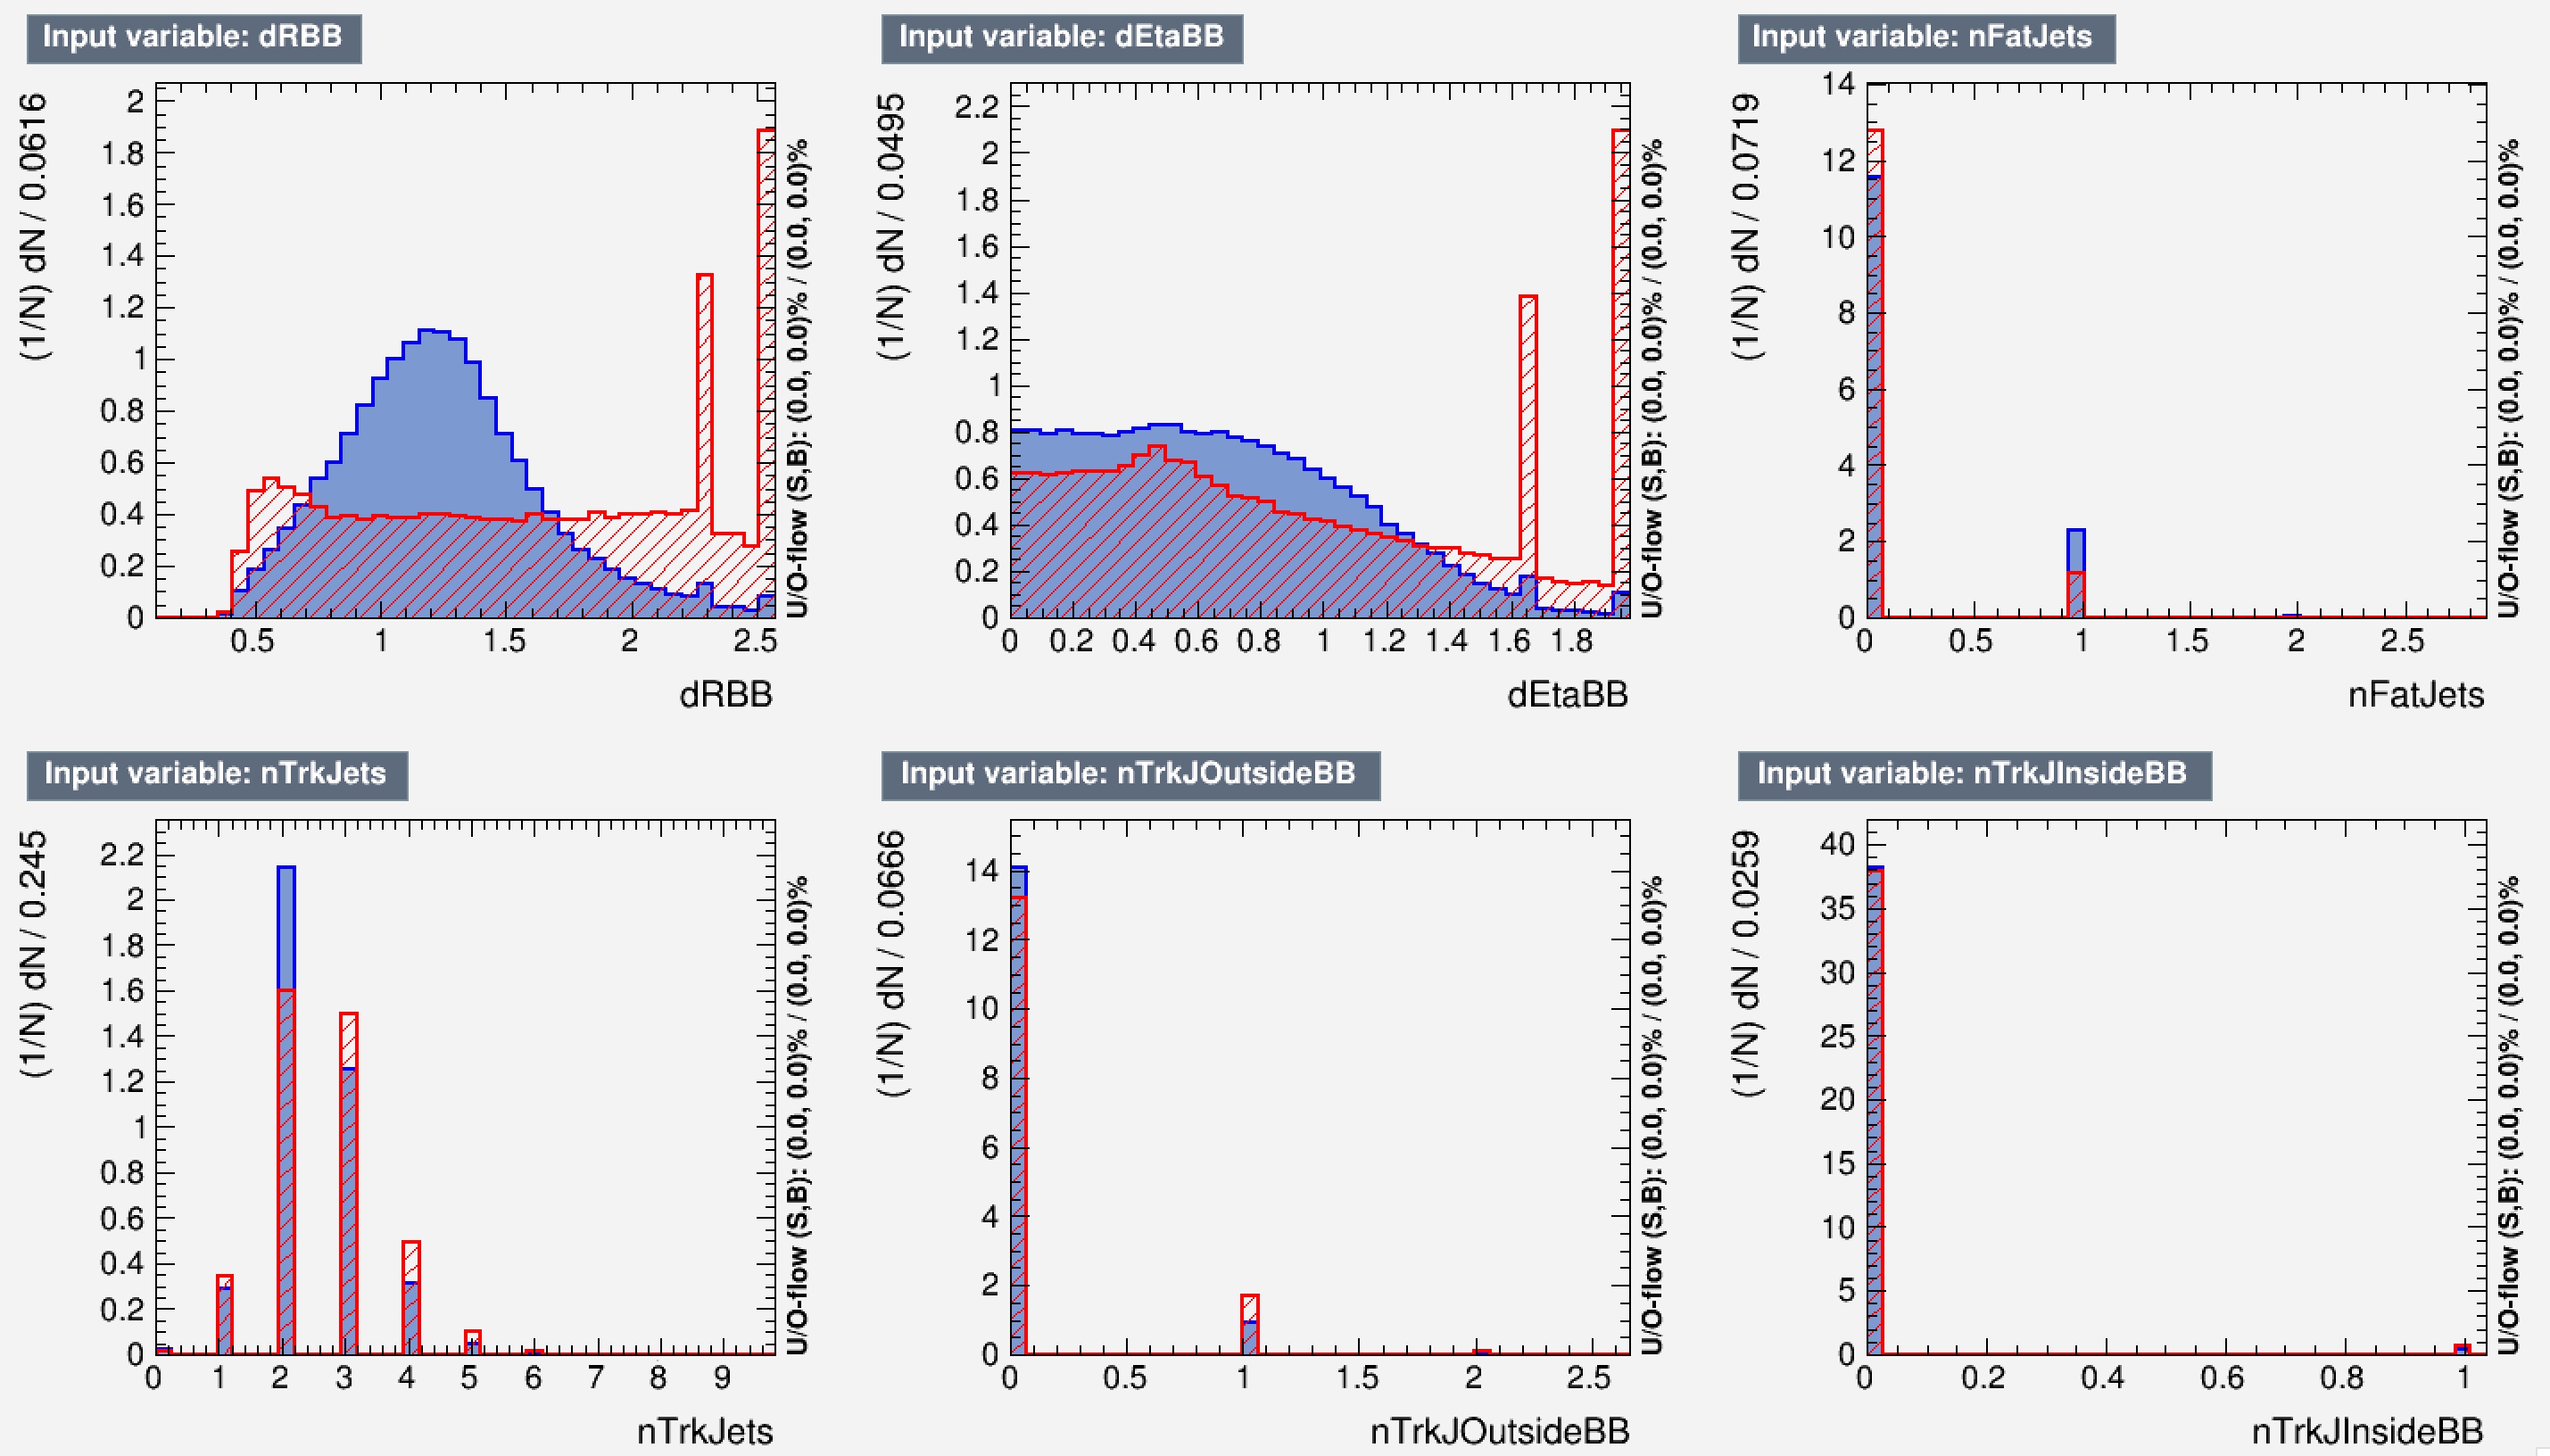 Input variable: dRBB
(1/N) dN / 0.0616
2
1.8
1.6
1.4
1.2
1
0.8
0.6
0.4
0.2
0
0.5
1
1.5
2
2.5
dRBB
U/O-flow (S,B): (0.0, 0.0)% / (0.0, 0.0)%
Input variable: dEtaBB
(1/N) dN / 0.0495
2.2
2
1.8
1.6
1.4
1.2
1
0.8
0.6
0.4
0.2
0
0 0.2 0.4 0.6 0.8 1 1.2 1.4 1.6 1.8
dEtaBB
U/O-flow (S,B): (0.0, 0.0)% / (0.0, 0.0)%
Input variable: nFatJets
(1/N) dN / 0.0719
14
12
10
8
6
4
2
0
0 0.5 1 1.5 2 2.5
nFatJets
U/O-flow (S,B): (0.0, 0.0)% / (0.0, 0.0)%
Input variable: nTrkJets
(1/N) dN / 0.245
2.2
2
1.8
1.6
1.4
1.2
1
0.8
0.6
0.4
0.2
0
0 1 2 3 4 5 6 7 8 9
nTrkJets
U/O-flow (S,B): (0.0, 0.0)% / (0.0, 0.0)%
Input variable: nTrkJOutsideBB
(1/N) dN / 0.0666
14
12
10
8
6
4
2
0
0 0.5 1 1.5 2 2.5
nTrkJOutsideBB
U/O-flow (S,B): (0.0, 0.0)% / (0.0, 0.0)%
Input variable: nTrkJInsideBB
(1/N) dN / 0.0259
40
35
30
25
20
15
10
5
0
0 0.2 0.4 0.6 0.8 1
nTrkJInsideBB
U/O-flow (S,B): (0.0, 0.0)% / (0.0, 0.0)%